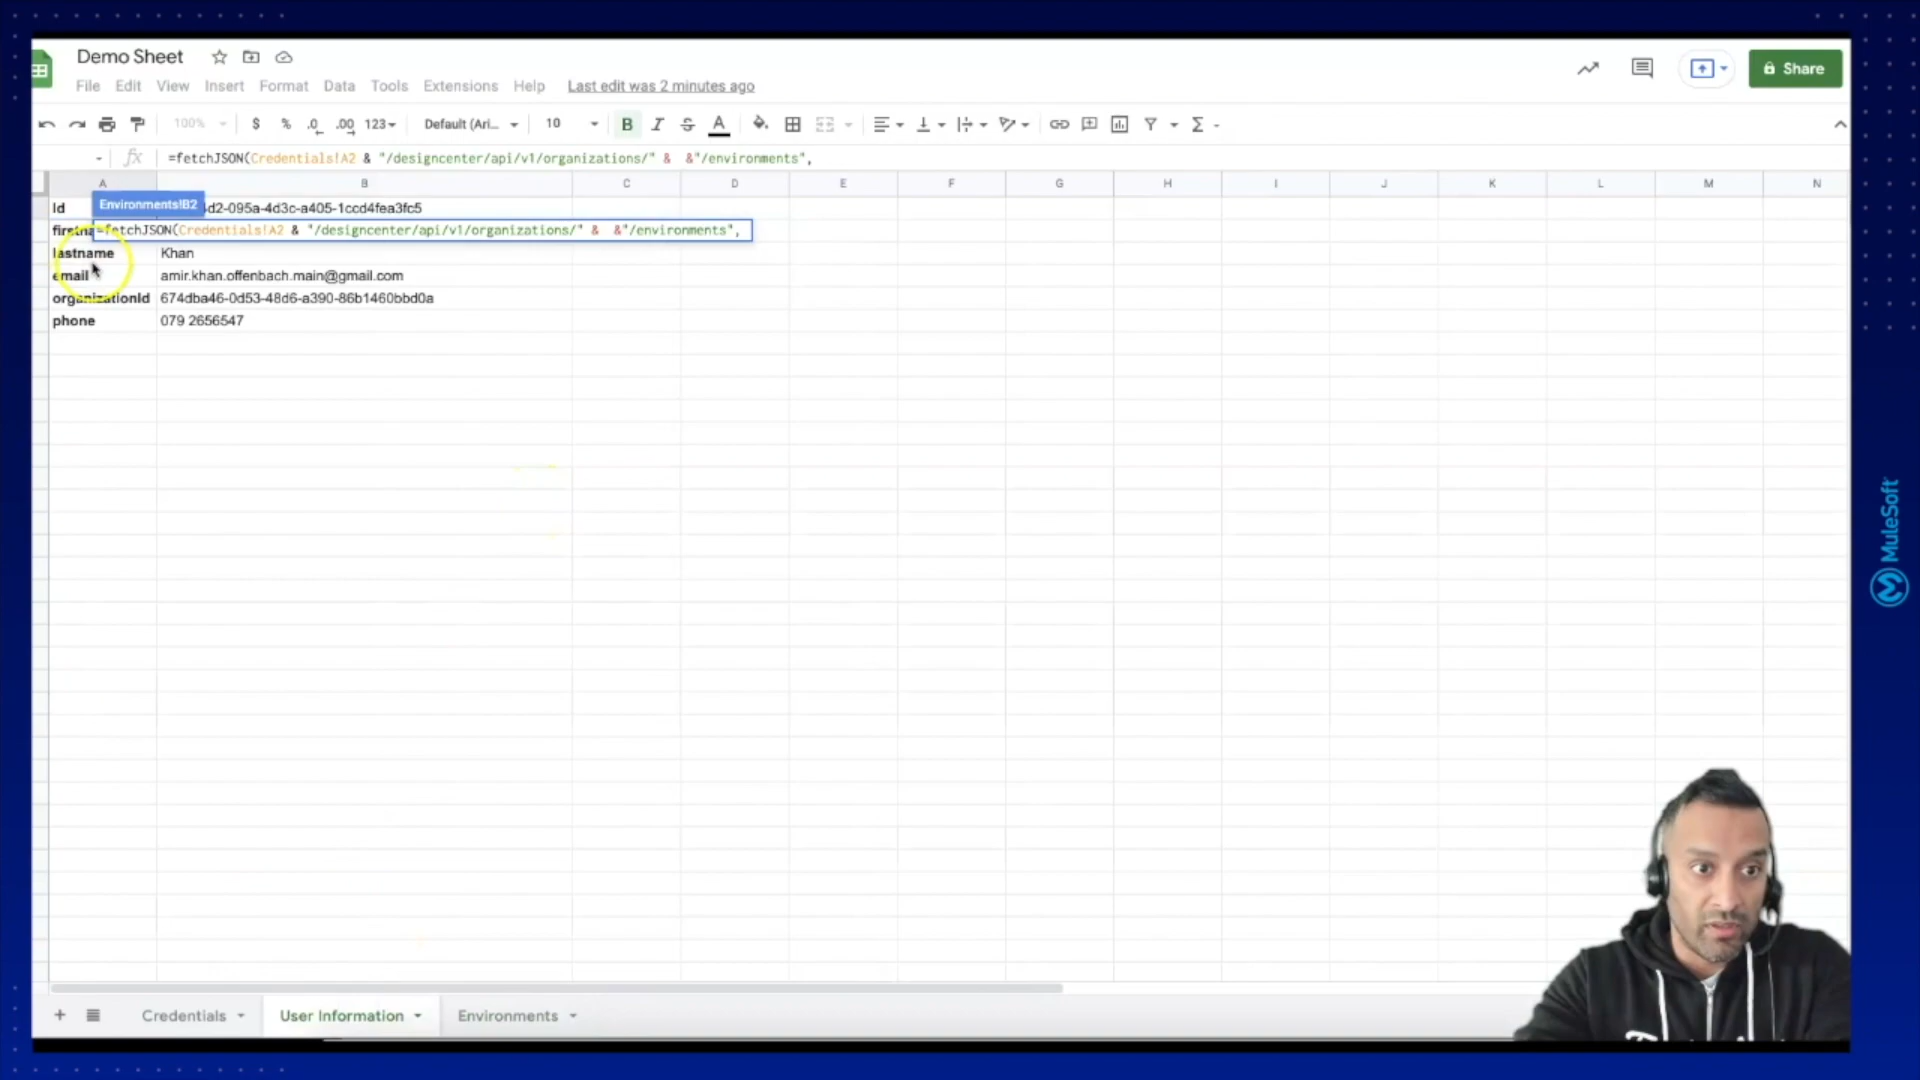 Demo Sheet
File Edit View Insert Format Data Tools Extensions Help Last edit was 2 minutes ago
Share
100% $ % .0 .00 123 Default (Ari... 10 B I S A Σ
fx =fetchJSON(Credentials!A2 & "/designcenter/api/v1/organizations/" & &"/environments",
A B C D E F G H I J K L M N
Environments!B2
Id d2-095a-4d3c-a405-1ccd4fea3fc5
=fetchJSON(Credentials!A2 & "/designcenter/api/v1/organizations/" & &"/environments",
lastname Khan
email amir.khan.offenbach.main@gmail.com
organizationId 674dba46-0d53-48d6-a390-86b1460bbd0a
phone 079 2656547
+ Credentials User Information Environments
MuleSoft